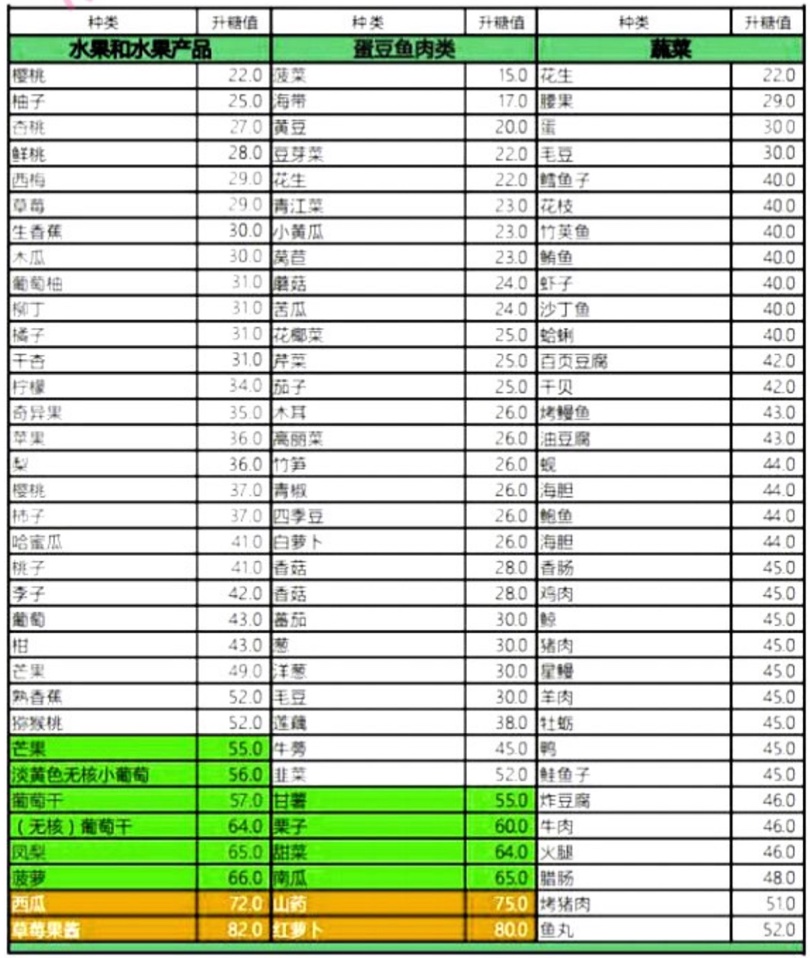 种类 升糖值 种类 升糖值 种类 升糖值
水果和水果产品 蛋豆鱼肉类 蔬菜
樱桃 22.0 菠菜 15.0 花生 22.0
柚子 25.0 海带 17.0 腰果 29.0
杏桃 27.0 黄豆 20.0 蛋 30.0
鲜桃 28.0 豆芽菜 22.0 毛豆 30.0
西梅 29.0 花生 22.0 鳕鱼子 40.0
草莓 29.0 青江菜 23.0 花枝 40.0
生香蕉 30.0 小黄瓜 23.0 竹荚鱼 40.0
木瓜 30.0 莴苣 23.0 鲔鱼 40.0
葡萄柚 31.0 蘑菇 24.0 虾子 40.0
柳丁 31.0 苦瓜 24.0 沙丁鱼 40.0
橘子 31.0 花椰菜 25.0 蛤蜊 40.0
干杏 31.0 芹菜 25.0 百页豆腐 42.0
柠檬 34.0 茄子 25.0 干贝 42.0
奇异果 35.0 木耳 26.0 烤鳗鱼 43.0
苹果 36.0 高丽菜 26.0 油豆腐 43.0
梨 36.0 竹笋 26.0 蚬 44.0
樱桃 37.0 青椒 26.0 海胆 44.0
柿子 37.0 四季豆 26.0 鲍鱼 44.0
哈蜜瓜 41.0 白萝卜 26.0 海胆 44.0
桃子 41.0 香菇 28.0 香肠 45.0
李子 42.0 香菇 28.0 鸡肉 45.0
葡萄 43.0 蕃茄 30.0 鲸 45.0
柑 43.0 葱 30.0 猪肉 45.0
芒果 49.0 洋葱 30.0 星鳗 45.0
熟香蕉 52.0 毛豆 30.0 羊肉 45.0
猕猴桃 52.0 莲藕 38.0 牡蛎 45.0
芒果 55.0 牛蒡 45.0 鸭 45.0
淡黄色无核小葡萄 56.0 韭菜 52.0 鲑鱼子 45.0
葡萄干 57.0 甘薯 55.0 炸豆腐 46.0
（无核）葡萄干 64.0 栗子 60.0 牛肉 46.0
凤梨 65.0 甜菜 64.0 火腿 46.0
菠萝 66.0 南瓜 65.0 腊肠 48.0
西瓜 72.0 山药 75.0 烤猪肉 51.0
草莓果酱 82.0 红萝卜 80.0 鱼丸 52.0